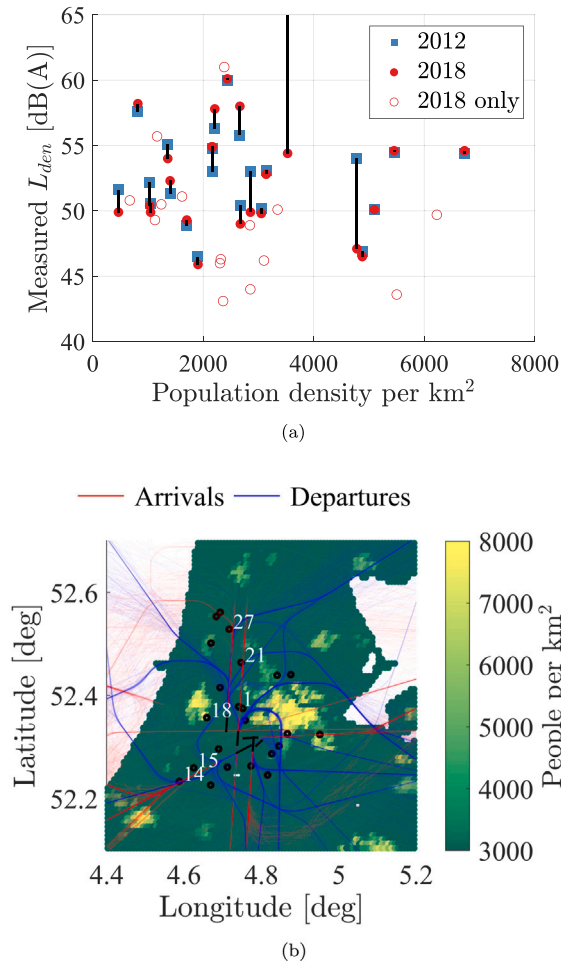 65
60
55
50
45
40
Measured L_den [dB(A)]
2012
2018
2018 only
0 2000 4000 6000 8000
Population density per km²
(a)
Arrivals Departures
52.6
52.4
52.2
Latitude [deg]
27
21
18 1
15
14
4.4 4.6 4.8 5 5.2
Longitude [deg]
8000
7000
6000
5000
4000
3000
People per km²
(b)